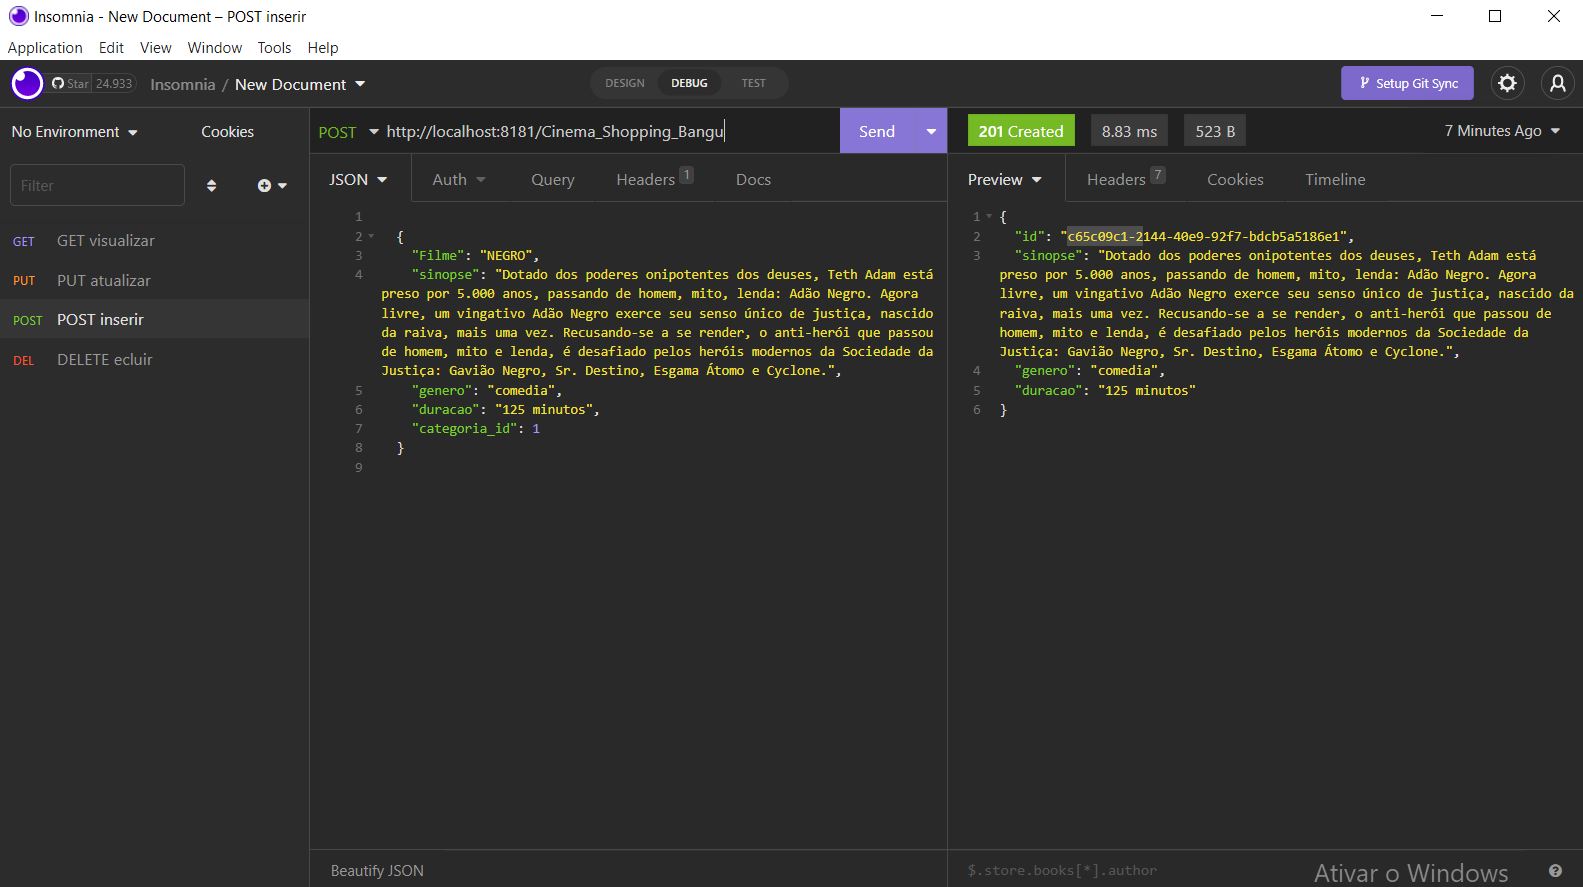 Insomnia - New Document – POST inserir
Application Edit View Window Tools Help
Star 24.933 Insomnia / New Document DESIGN DEBUG TEST Setup Git Sync
No Environment Cookies
POST http://localhost:8181/Cinema_Shopping_Bangu Send
201 Created 8.83 ms 523 B 7 Minutes Ago
Filter
GET GET visualizar
PUT PUT atualizar
POST POST inserir
DEL DELETE ecluir
JSON Auth Query Headers 1 Docs
1
2 {
3 "Filme": "NEGRO",
4 "sinopse": "Dotado dos poderes onipotentes dos deuses, Teth Adam está
preso por 5.000 anos, passando de homem, mito, lenda: Adão Negro. Agora
livre, um vingativo Adão Negro exerce seu senso único de justiça, nascido
da raiva, mais uma vez. Recusando-se a se render, o anti-herói que passou
de homem, mito e lenda, é desafiado pelos heróis modernos da Sociedade da
Justiça: Gavião Negro, Sr. Destino, Esgama Átomo e Cyclone.",
5 "genero": "comedia",
6 "duracao": "125 minutos",
7 "categoria_id": 1
8 }
9
Beautify JSON
Preview Headers 7 Cookies Timeline
1 {
2 "id": "c65c09c1-2144-40e9-92f7-bdcb5a5186e1",
3 "sinopse": "Dotado dos poderes onipotentes dos deuses, Teth Adam está
preso por 5.000 anos, passando de homem, mito, lenda: Adão Negro. Agora
livre, um vingativo Adão Negro exerce seu senso único de justiça, nascido da
raiva, mais uma vez. Recusando-se a se render, o anti-herói que passou de
homem, mito e lenda, é desafiado pelos heróis modernos da Sociedade da
Justiça: Gavião Negro, Sr. Destino, Esgama Átomo e Cyclone.",
4 "genero": "comedia",
5 "duracao": "125 minutos"
6 }
$.store.books[*].author
Ativar o Windows